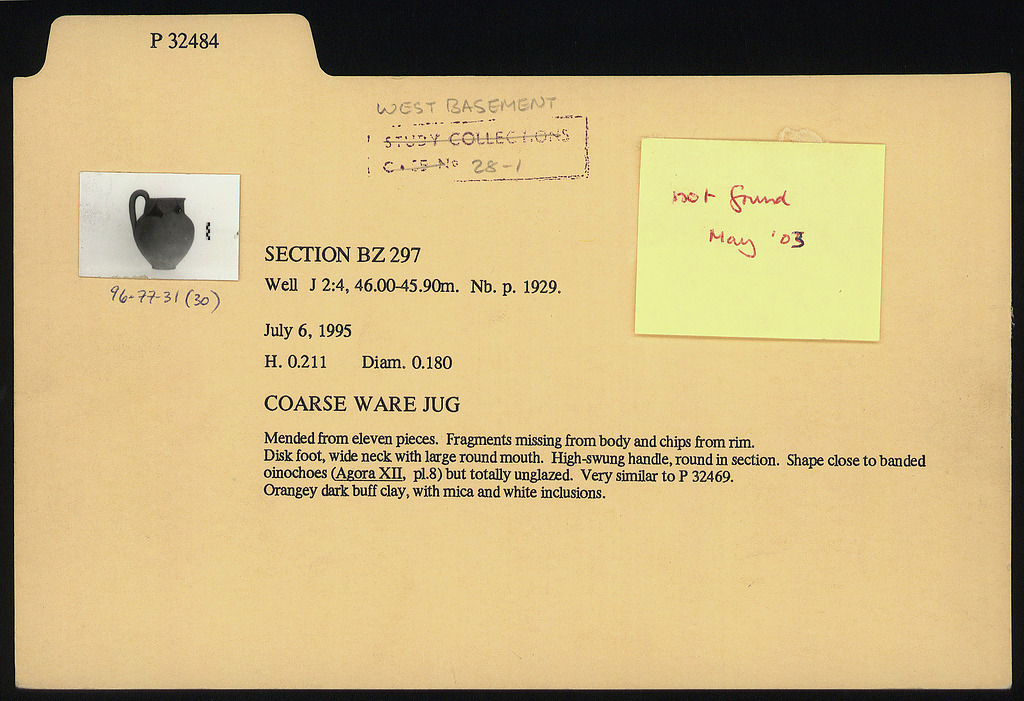 P 32484
WEST BASEMENT
STUDY COLLECTIONS
CASE No 28-1
not found
May '03
96-77-31 (30)
SECTION BZ 297
Well J 2:4, 46.00-45.90m. Nb. p. 1929.
July 6, 1995
H. 0.211 Diam. 0.180
COARSE WARE JUG
Mended from eleven pieces. Fragments missing from body and chips from rim.
Disk foot, wide neck with large round mouth. High-swung handle, round in section. Shape close to banded
oinochoes (Agora XII, pl.8) but totally unglazed. Very similar to P 32469.
Orangey dark buff clay, with mica and white inclusions.